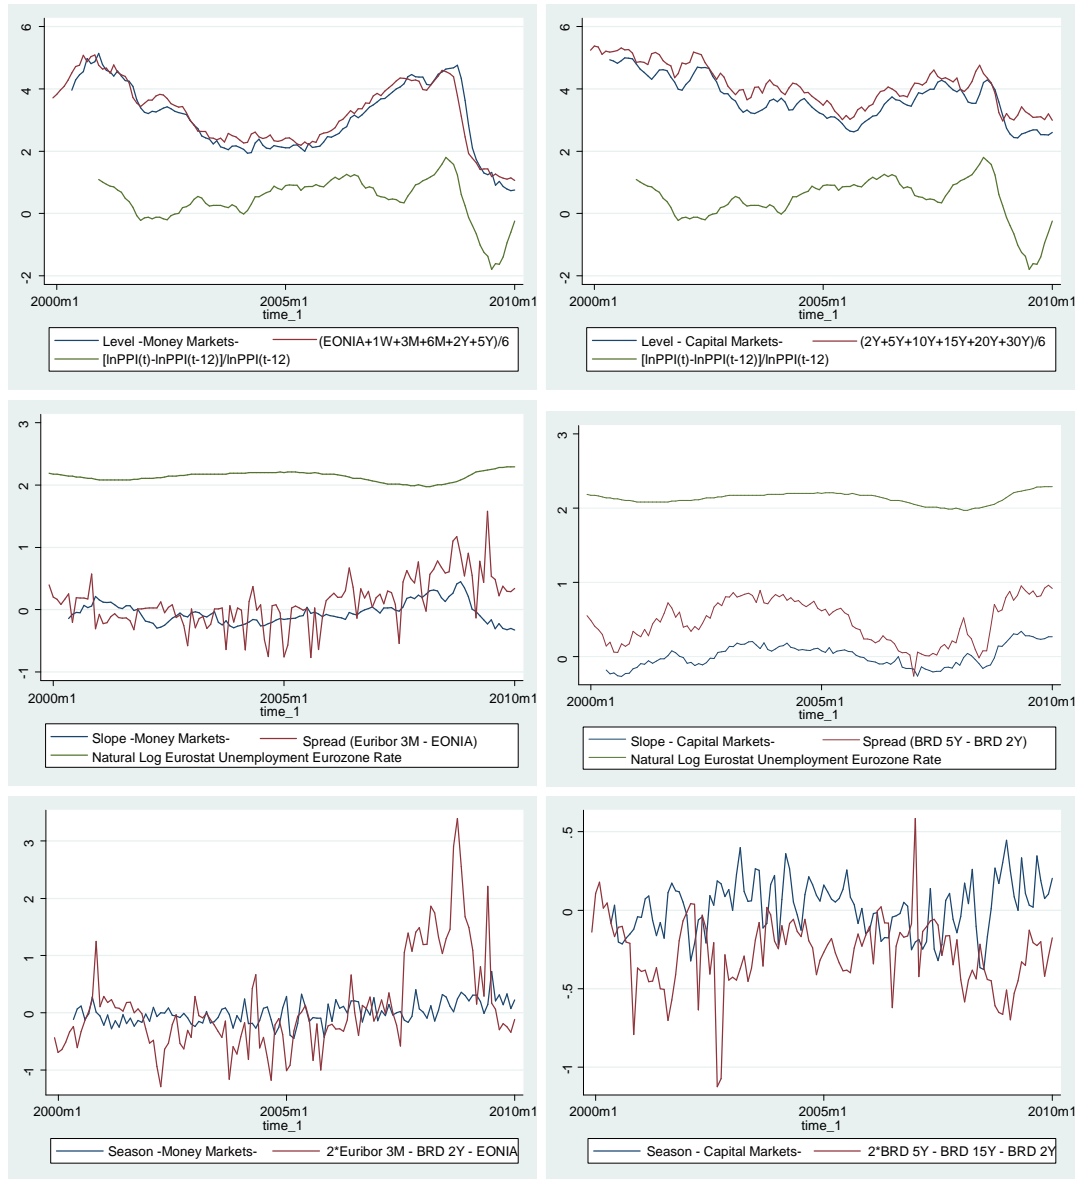 6
4
2
0
-2
2000m1 2005m1 2010m1
time_1
Level -Money Markets- (EONIA+1W+3M+6M+2Y+5Y)/6
[lnPPI(t)-lnPPI(t-12)]/lnPPI(t-12)
6
4
2
0
-2
2000m1 2005m1 2010m1
time_1
Level - Capital Markets- (2Y+5Y+10Y+15Y+20Y+30Y)/6
[lnPPI(t)-lnPPI(t-12)]/lnPPI(t-12)
3
2
1
0
-1
2000m1 2005m1 2010m1
time_1
Slope -Money Markets- Spread (Euribor 3M - EONIA)
Natural Log Eurostat Unemployment Eurozone Rate
3
2
1
0
2000m1 2005m1 2010m1
time_1
Slope - Capital Markets- Spread (BRD 5Y - BRD 2Y)
Natural Log Eurostat Unemployment Eurozone Rate
3
2
1
0
-1
2000m1 2005m1 2010m1
time_1
Season -Money Markets- 2*Euribor 3M - BRD 2Y - EONIA
.5
0
-.5
-1
2000m1 2005m1 2010m1
time_1
Season - Capital Markets- 2*BRD 5Y - BRD 15Y - BRD 2Y